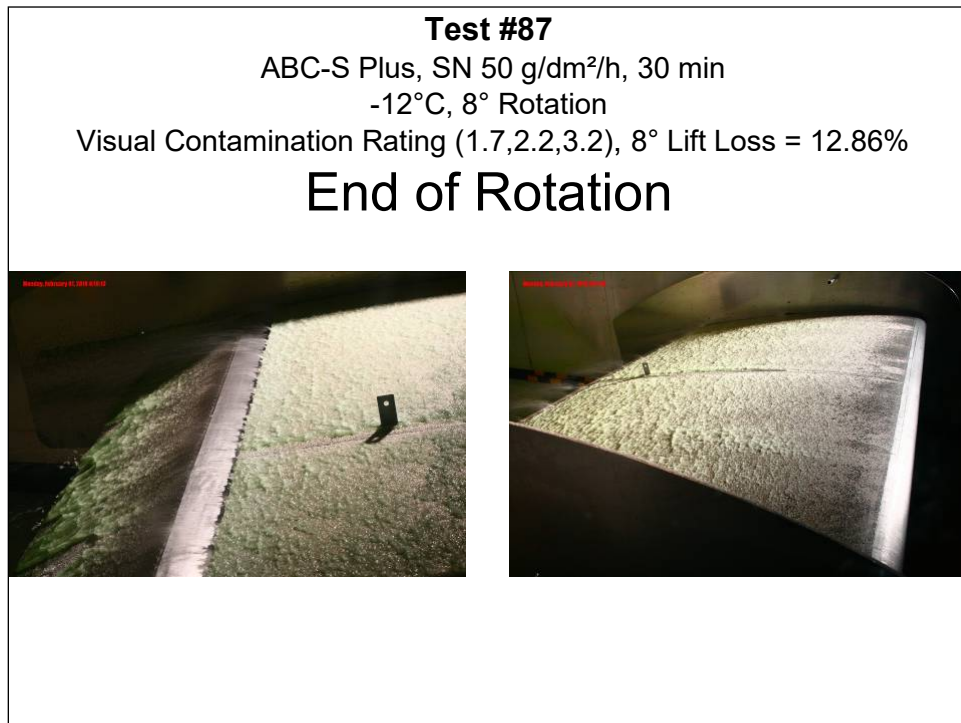 Test #87
ABC-S Plus, SN 50 g/dm²/h, 30 min
-12°C, 8° Rotation
Visual Contamination Rating (1.7,2.2,3.2), 8° Lift Loss = 12.86%
End of Rotation